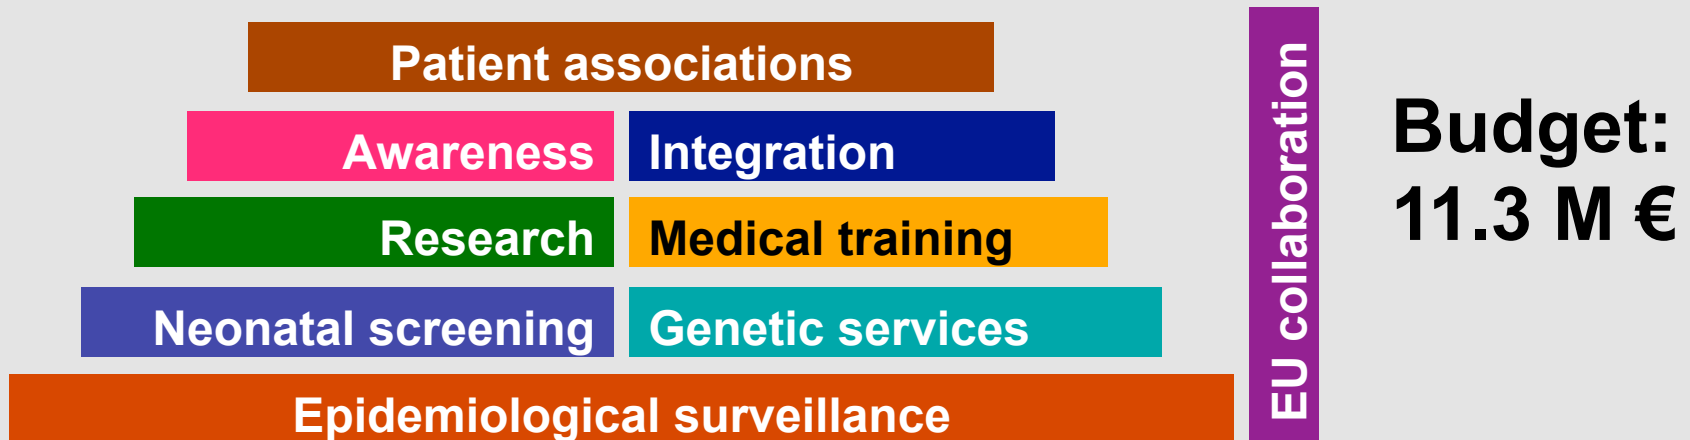 Patient associations
Awareness
Integration
Research
Medical training
Neonatal screening
Genetic services
Epidemiological surveillance
EU collaboration
Budget:
11.3 M €